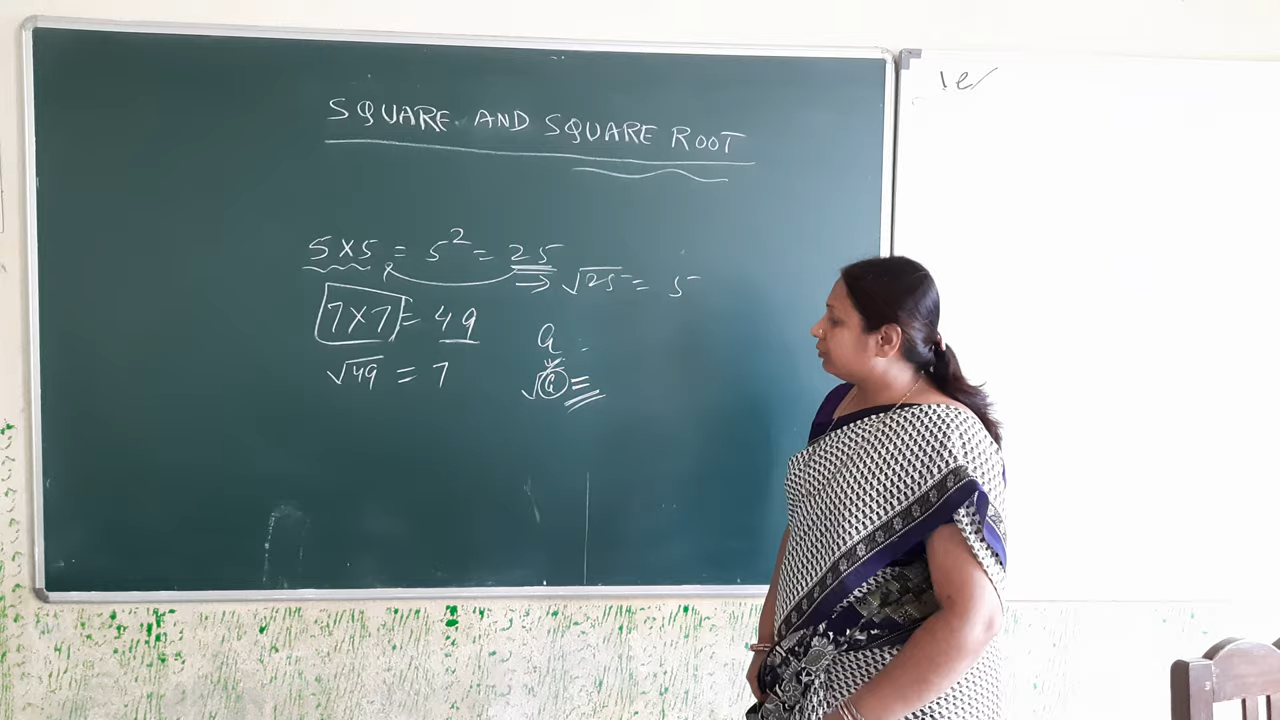 SQUARE AND SQUARE ROOT
5×5 = 5² = 25
⇒ √25 = 5
7×7 = 49
a
√49 = 7
√a =